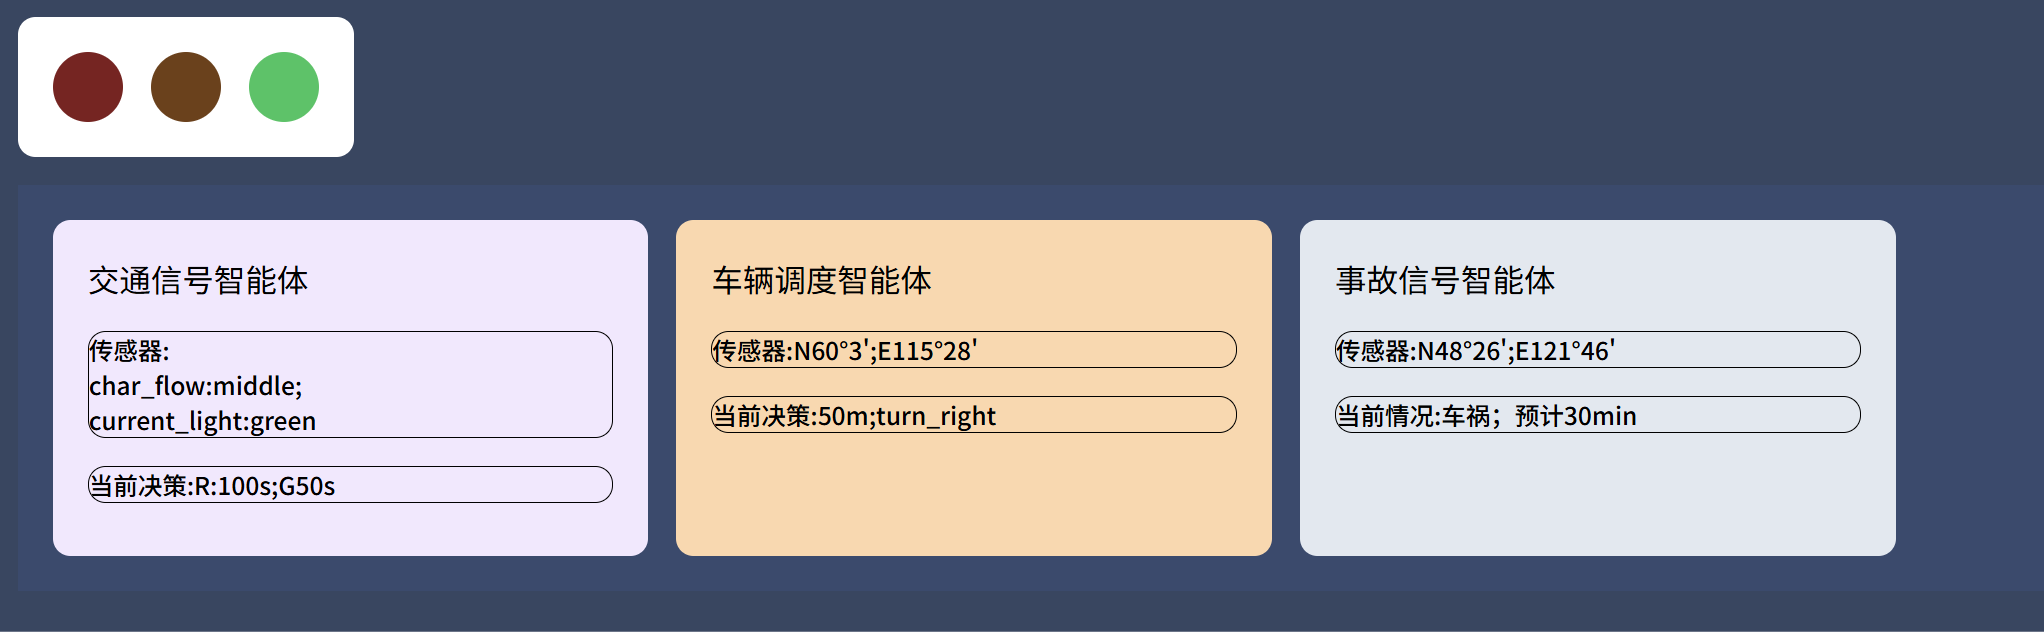 交通信号智能体
传感器:
char_flow:middle;
current_light:green
当前决策:R:100s;G50s
车辆调度智能体
传感器:N60°3';E115°28'
当前决策:50m;turn_right
事故信号智能体
传感器:N48°26';E121°46'
当前情况:车祸；预计30min